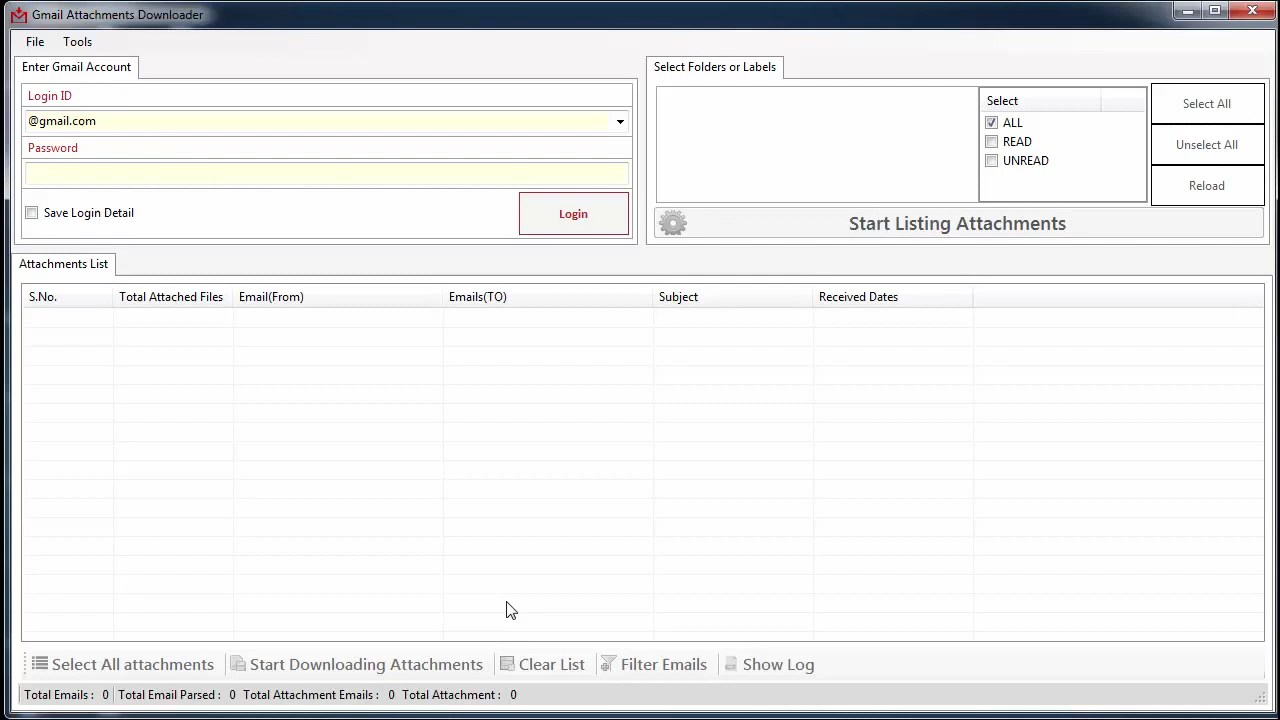 Gmail Attachments Downloader
File Tools
Enter Gmail Account
Login ID
@gmail.com
Password
Save Login Detail
Login
Select Folders or Labels
Select
ALL
READ
UNREAD
Select All
Unselect All
Reload
Start Listing Attachments
Attachments List
S.No. Total Attached Files Email(From) Emails(TO) Subject Received Dates
Select All attachments Start Downloading Attachments Clear List Filter Emails Show Log
Total Emails : 0 Total Email Parsed : 0 Total Attachment Emails : 0 Total Attachment : 0